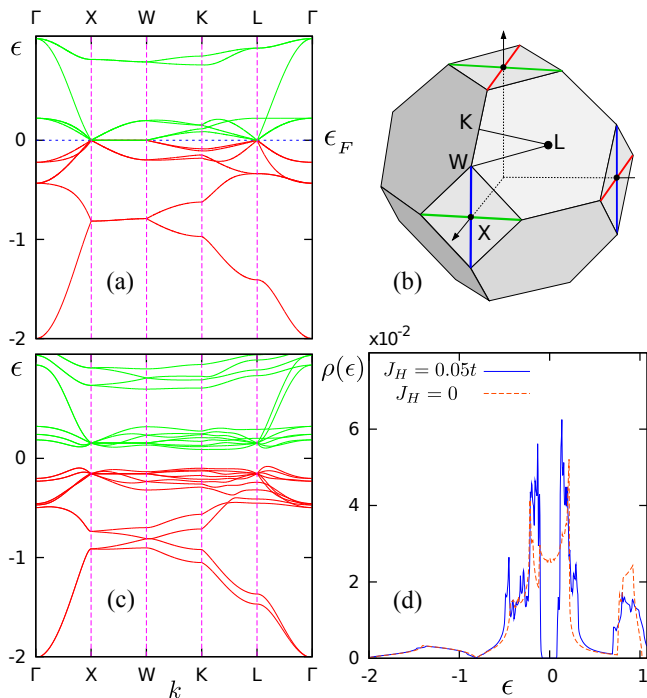 Γ X W K L Γ
ϵ
0
-1
-2
ϵ_F
(a)
K
L
W
X
(b)
ϵ
0
-1
-2
Γ X W K L Γ
k
(c)
x10^-2
ρ(ϵ)
J_H = 0.05t
J_H = 0
6
4
2
0
-2 -1 0 1
ϵ
(d)